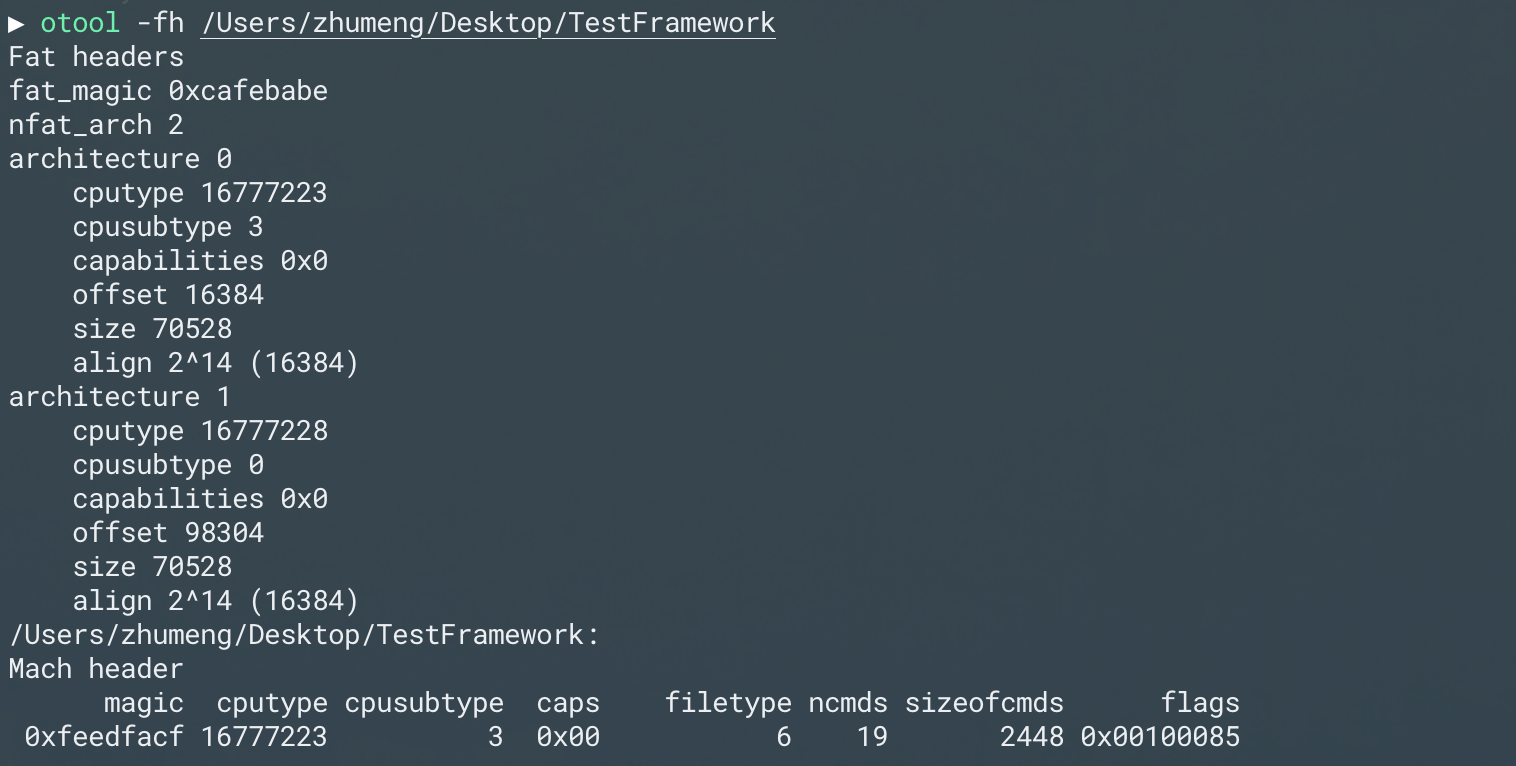 ▶ otool -fh /Users/zhumeng/Desktop/TestFramework
Fat headers
fat_magic 0xcafebabe
nfat_arch 2
architecture 0
    cputype 16777223
    cpusubtype 3
    capabilities 0x0
    offset 16384
    size 70528
    align 2^14 (16384)
architecture 1
    cputype 16777228
    cpusubtype 0
    capabilities 0x0
    offset 98304
    size 70528
    align 2^14 (16384)
/Users/zhumeng/Desktop/TestFramework:
Mach header
      magic  cputype cpusubtype  caps    filetype ncmds sizeofcmds      flags
 0xfeedfacf 16777223          3  0x00           6    19       2448 0x00100085